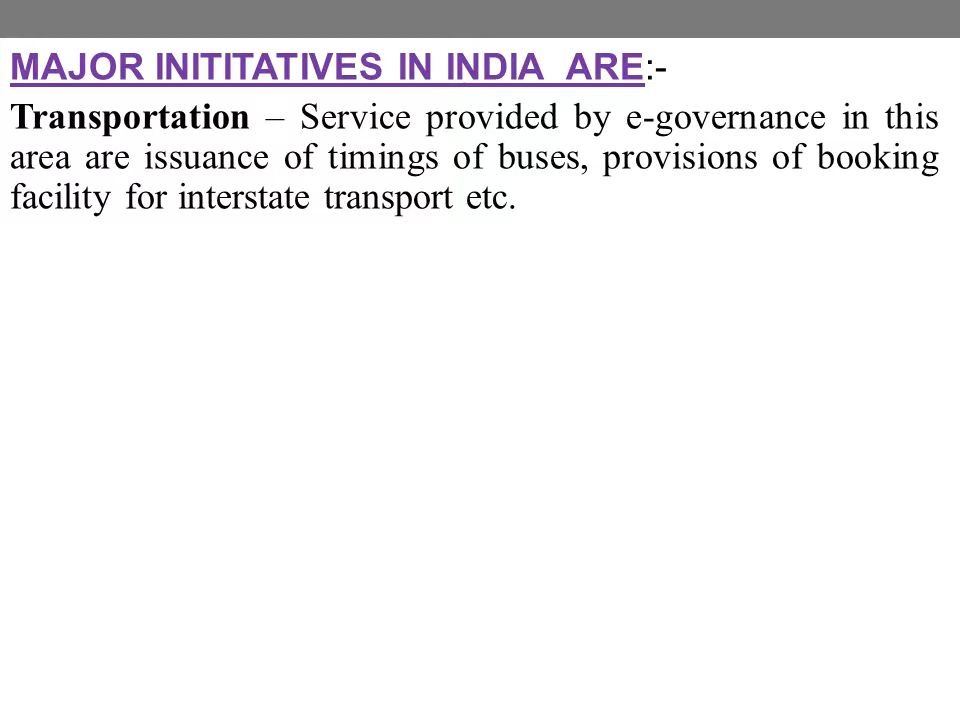 MAJOR INITITATIVES IN INDIA  ARE:-
Transportation – Service provided by e-governance in this
area are issuance of timings of buses, provisions of booking
facility for interstate transport etc.